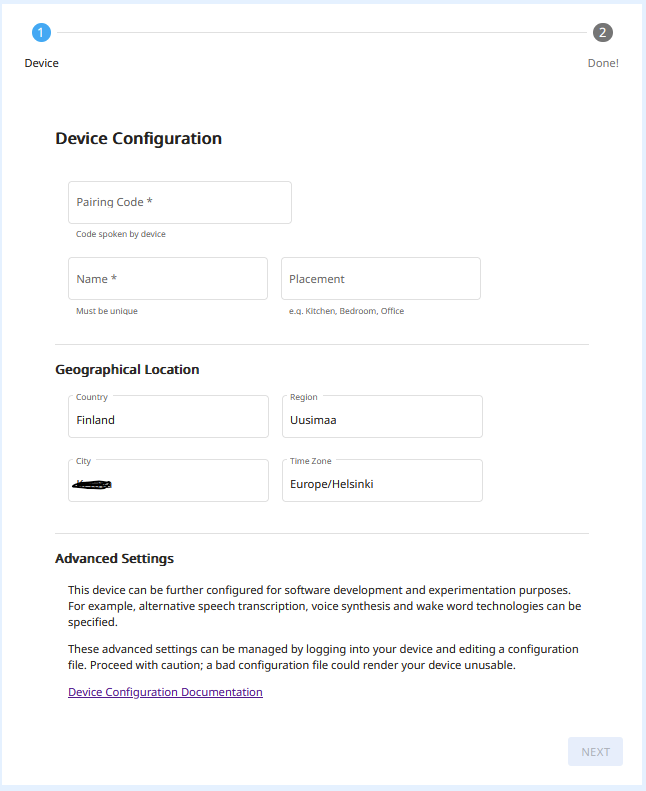 1
2
Device
Done!
Device Configuration
Pairing Code *
Code spoken by device
Name *
Placement
Must be unique
e.g. Kitchen, Bedroom, Office
Geographical Location
Country
Region
Finland
Uusimaa
City
Time Zone
Europe/Helsinki
Advanced Settings
This device can be further configured for software development and experimentation purposes.
For example, alternative speech transcription, voice synthesis and wake word technologies can be
specified.
These advanced settings can be managed by logging into your device and editing a configuration
file. Proceed with caution; a bad configuration file could render your device unusable.
Device Configuration Documentation
NEXT